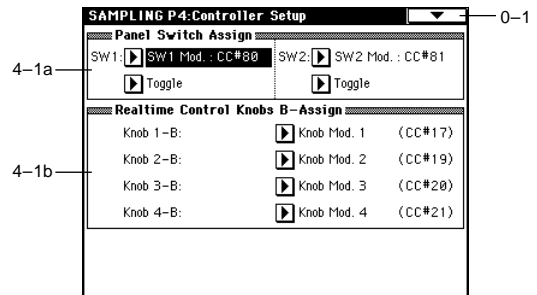 SAMPLING P4:Controller Setup
0–1
Panel Switch Assign
SW1: SW1 Mod. : CC#80 SW2: SW2 Mod. : CC#81
4–1a
Toggle Toggle
Realtime Control Knobs B-Assign
Knob 1-B: Knob Mod. 1 (CC#17)
Knob 2-B: Knob Mod. 2 (CC#19)
4–1b
Knob 3-B: Knob Mod. 3 (CC#20)
Knob 4-B: Knob Mod. 4 (CC#21)